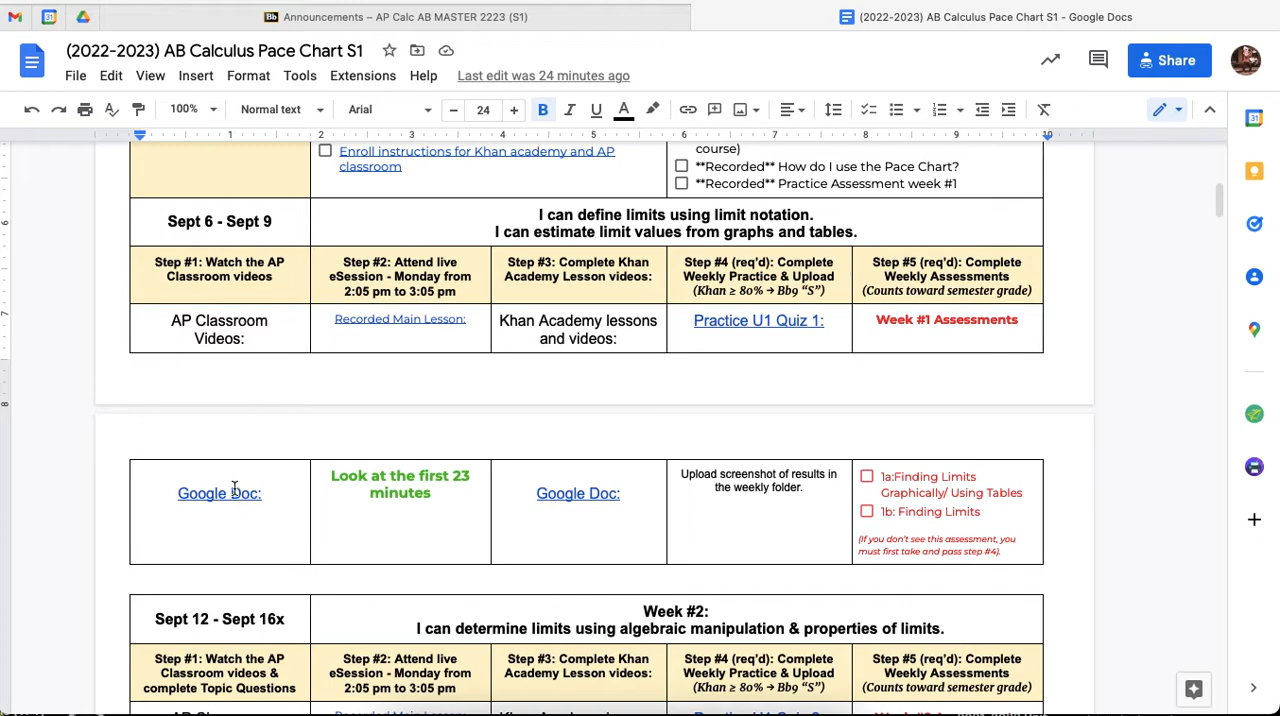 Announcements – AP Calc AB MASTER 2223 (S1)
(2022-2023) AB Calculus Pace Chart S1 - Google Docs
(2022-2023) AB Calculus Pace Chart S1
Share
File Edit View Insert Format Tools Extensions Help Last edit was 24 minutes ago
100% Normal text Arial 24 B I U A
1 2 3 4 5 6 7 8 9 10
Enroll instructions for Khan academy and AP
classroom
course)
**Recorded** How do I use the Pace Chart?
**Recorded** Practice Assessment week #1
Sept 6 - Sept 9
I can define limits using limit notation.
I can estimate limit values from graphs and tables.
Step #1: Watch the AP
Classroom videos
Step #2: Attend live
eSession - Monday from
2:05 pm to 3:05 pm
Step #3: Complete Khan
Academy Lesson videos:
Step #4 (req'd): Complete
Weekly Practice & Upload
(Khan ≥ 80% → Bb9 “S”)
Step #5 (req'd): Complete
Weekly Assessments
(Counts toward semester grade)
AP Classroom
Videos:
Recorded Main Lesson:
Khan Academy lessons
and videos:
Practice U1 Quiz 1:
Week #1 Assessments
Google Doc:
Look at the first 23
minutes
Google Doc:
Upload screenshot of results in
the weekly folder.
1a:Finding Limits
Graphically/ Using Tables
1b: Finding Limits
(If you don't see this assessment, you
must first take and pass step #4).
Sept 12 - Sept 16x
Week #2:
I can determine limits using algebraic manipulation & properties of limits.
Step #1: Watch the AP
Classroom videos &
complete Topic Questions
Step #2: Attend live
eSession - Monday from
2:05 pm to 3:05 pm
Step #3: Complete Khan
Academy Lesson videos:
Step #4 (req'd): Complete
Weekly Practice & Upload
(Khan ≥ 80% → Bb9 “S”)
Step #5 (req'd): Complete
Weekly Assessments
(Counts toward semester grade)